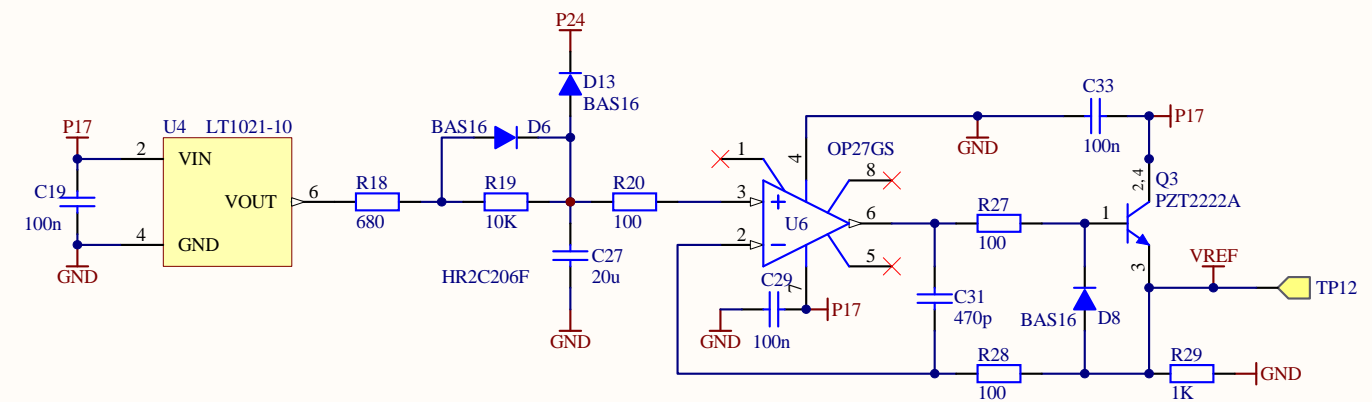 P24
D13
BAS16
C33
P17
GND
100n
U4 LT1021-10
P17
2 VIN
VOUT 6
4 GND
C19
100n
GND
BAS16 D6
R18
680
R19
10K
R20
100
C27
20u
HR2C206F
GND
1
4
OP27GS
8
3
U6
6
2
5
7
C29
P17
GND
100n
R27
100
1
2, 4
Q3
PZT2222A
3
VREF
TP12
C31
470p
BAS16 D8
R28
100
R29
1K
GND